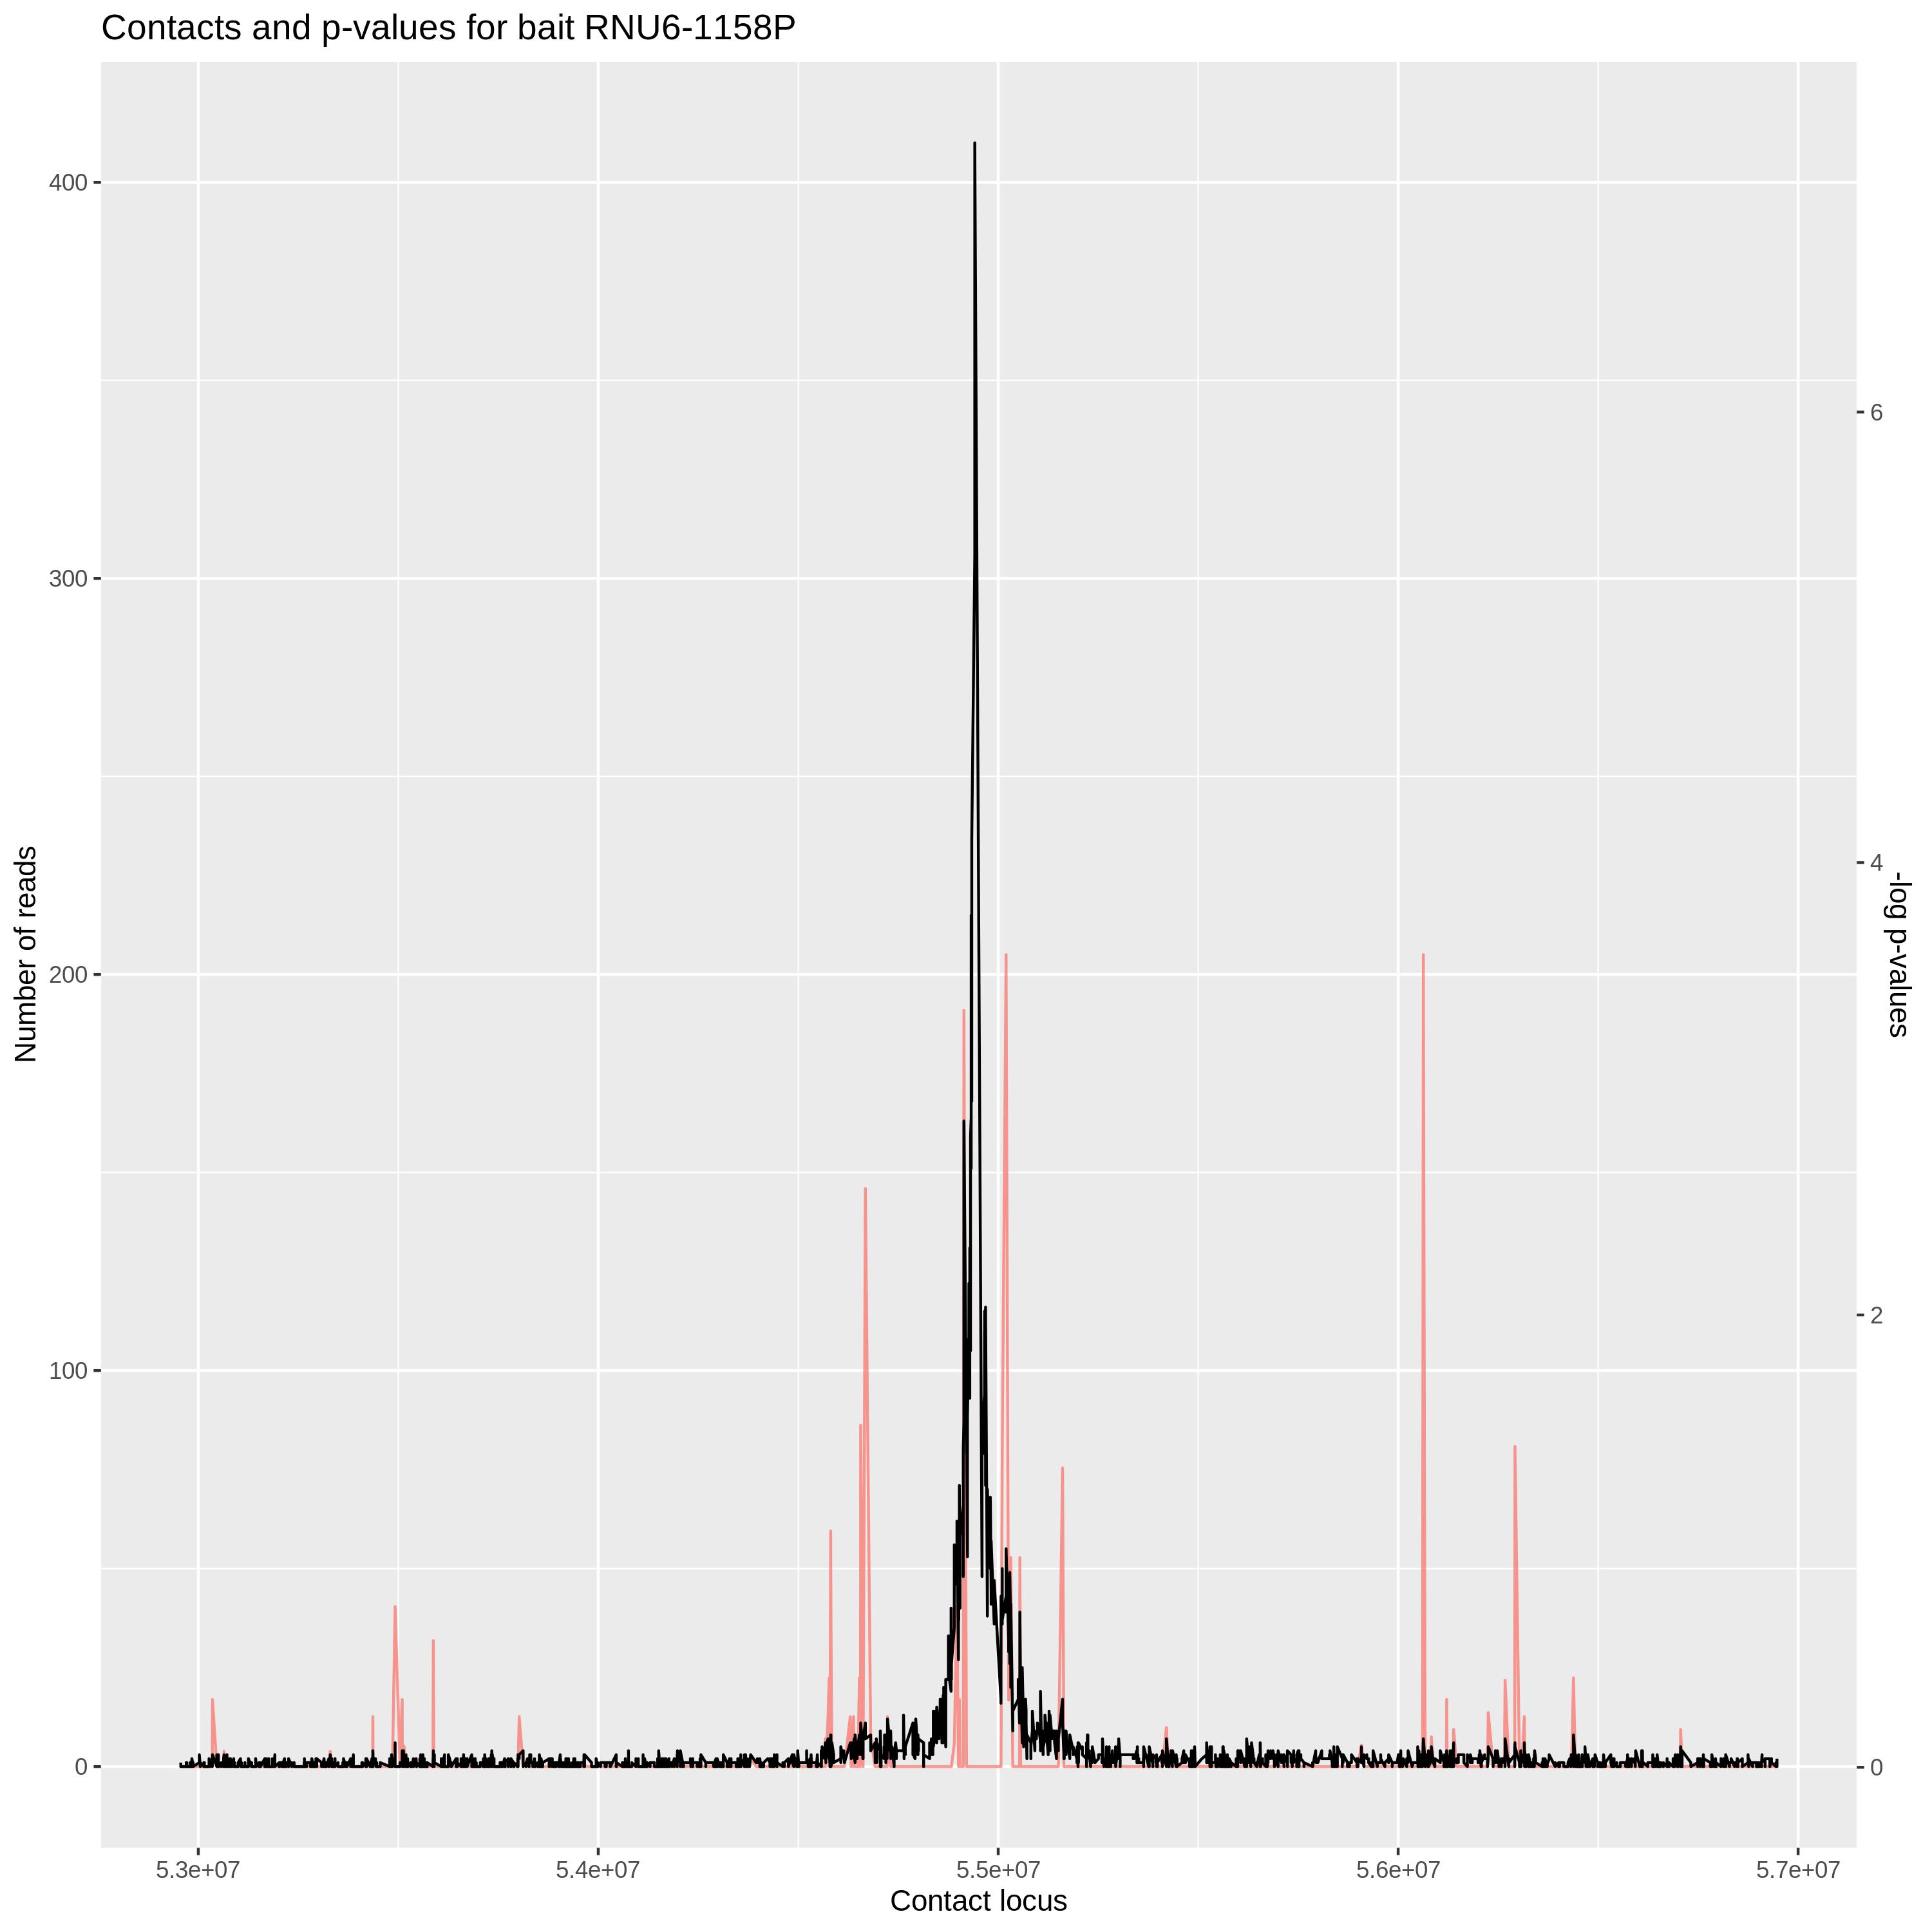 Contacts and p-values for bait RNU6-1158P
400
300
200
100
0
6
4
2
0
Number of reads
-log p-values
5.3e+07
5.4e+07
5.5e+07
5.6e+07
5.7e+07
Contact locus